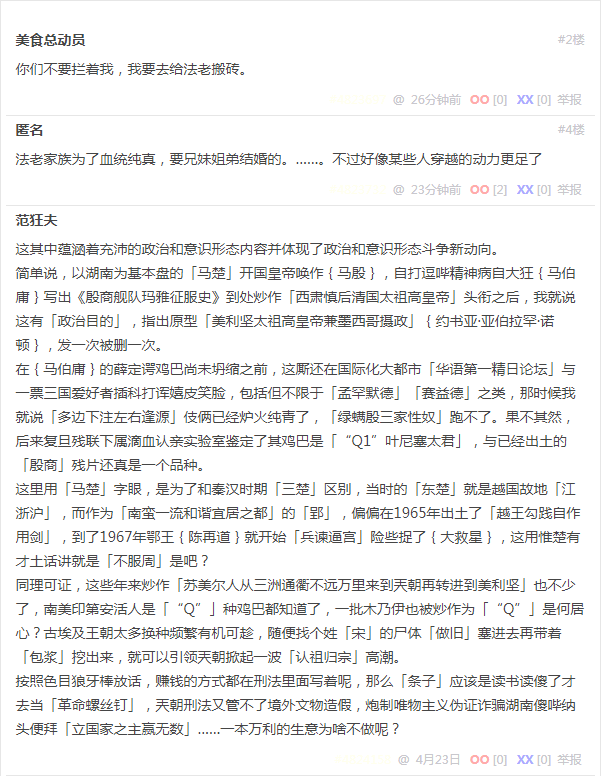 美食总动员 #2楼
你们不要拦着我，我要去给法老搬砖。
@ 26分钟前 OO [0] XX [0] 举报
匿名 #4楼
法老家族为了血统纯真，要兄妹姐弟结婚的。……。不过好像某些人穿越的动力更足了
@ 23分钟前 OO [2] XX [0] 举报
范狂夫
这其中蕴涵着充沛的政治和意识形态内容并体现了政治和意识形态斗争新动向。
简单说，以湖南为基本盘的「马楚」开国皇帝唤作｛马殷｝，自打逗哔精神病自大狂｛马伯
庸｝写出《殷商舰队玛雅征服史》到处炒作「西肃慎后清国太祖高皇帝」头衔之后，我就说
这有「政治目的」，指出原型「美利坚太祖高皇帝兼墨西哥摄政」｛约书亚·亚伯拉罕·诺
顿｝，发一次被删一次。
在｛马伯庸｝的薛定谔鸡巴尚未坍缩之前，这厮还在国际化大都市「华语第一精日论坛」与
一票三国爱好者插科打诨嬉皮笑脸，包括但不限于「孟罕默德」「赛益德」之类，那时候我
就说「多边下注左右逢源」伎俩已经炉火纯青了，「绿螨殷三家性奴」跑不了。果不其然，
后来复旦残联下属滴血认亲实验室鉴定了其鸡巴是「“Q1”叶尼塞太君」，与已经出土的
「殷商」残片还真是一个品种。
这里用「马楚」字眼，是为了和秦汉时期「三楚」区别，当时的「东楚」就是越国故地「江
浙沪」，而作为「南蛮一流和谐宜居之都」的「郢」，偏偏在1965年出土了「越王勾践自作
用剑」，到了1967年鄂王｛陈再道｝就开始「兵谏逼宫」险些捉了｛大救星｝，这用惟楚有
才土话讲就是「不服周」是吧？
同理可证，这些年来炒作「苏美尔人从三洲通衢不远万里来到天朝再转进到美利坚」也不少
了，南美印第安活人是「“Q”」种鸡巴都知道了，一批木乃伊也被炒作为「“Q”」是何居
心？古埃及王朝太多换种频繁有机可趁，随便找个姓「宋」的尸体「做旧」塞进去再带着
「包浆」挖出来，就可以引领天朝掀起一波「认祖归宗」高潮。
按照色目狼牙棒放话，赚钱的方式都在刑法里面写着呢，那么「条子」应该是读书读傻了才
去当「革命螺丝钉」，天朝刑法又管不了境外文物造假，炮制唯物主义伪证诈骗湖南傻哔纳
头便拜「立国家之主嬴无数」……一本万利的生意为啥不做呢？
@ 4月23日 OO [0] XX [0] 举报